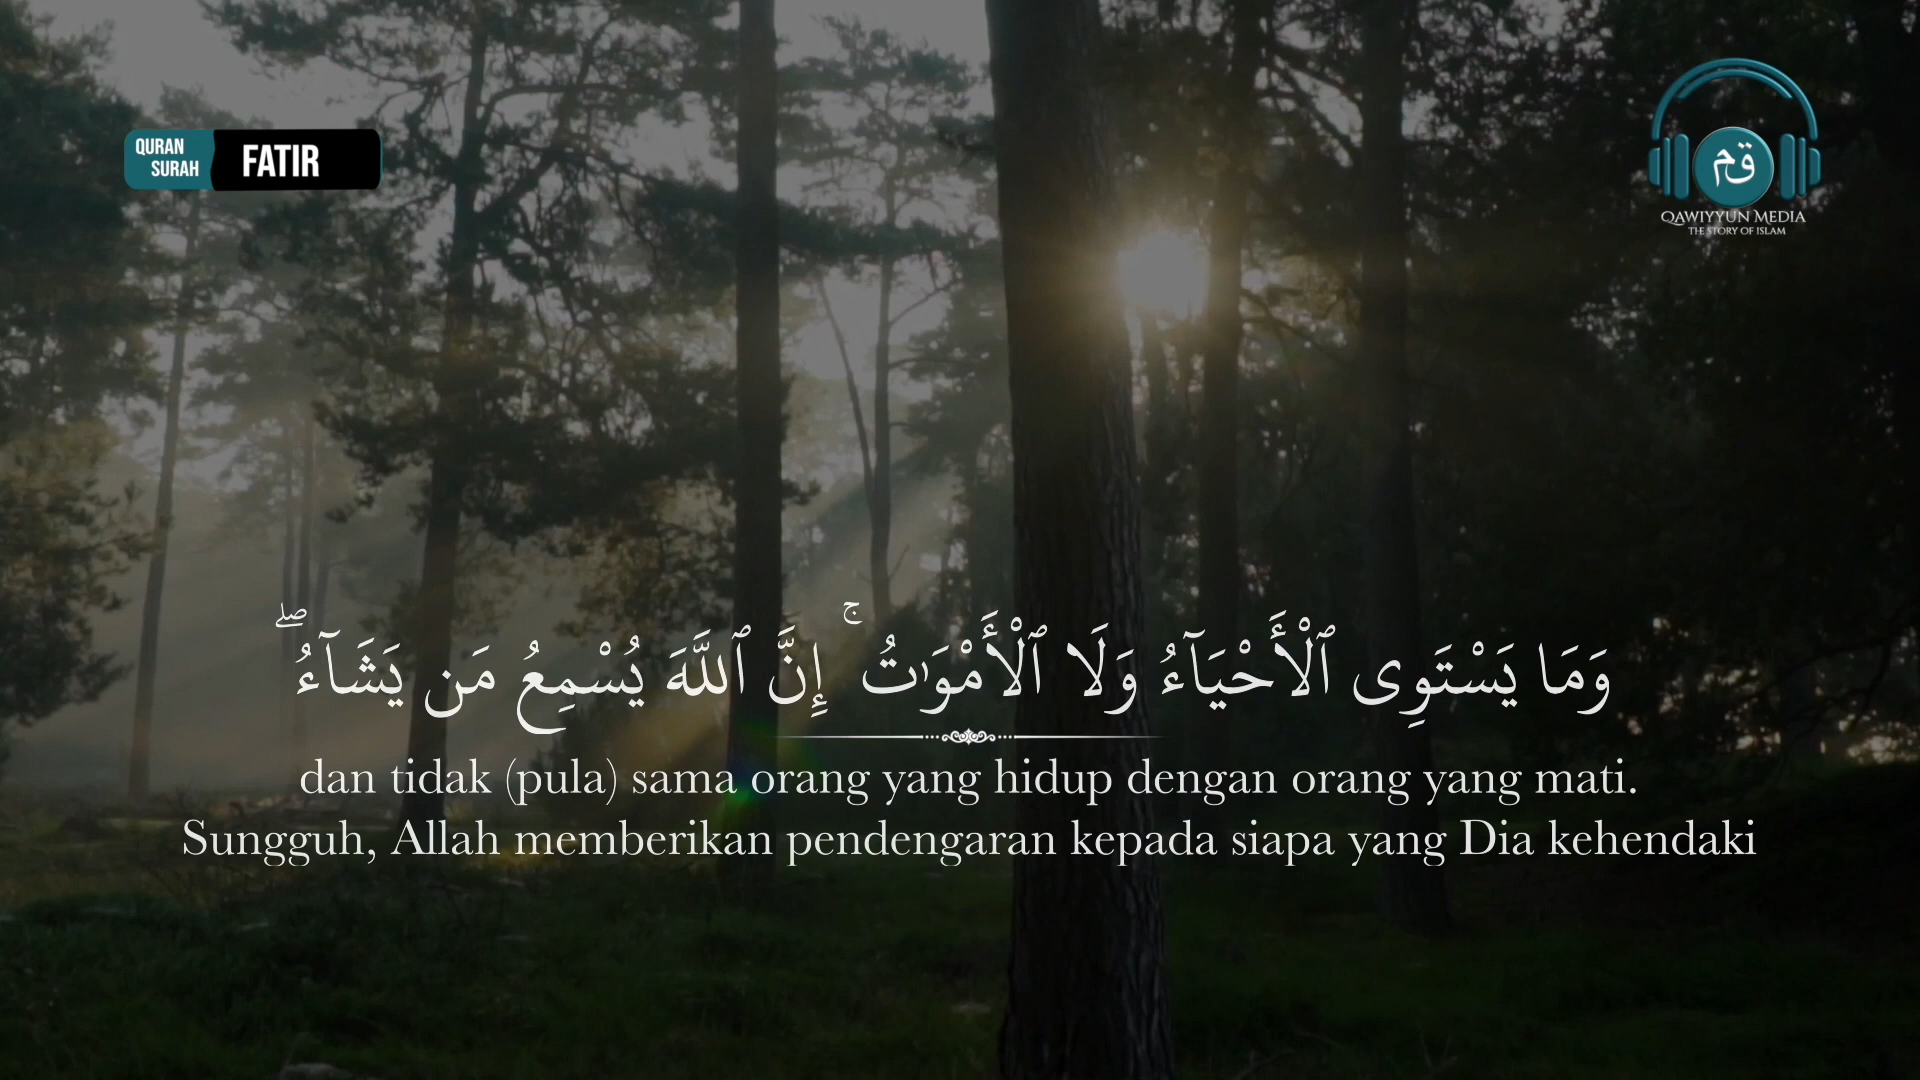 QURAN
SURAH
FATIR
قم
QAWIYYUN MEDIA
THE STORY OF ISLAM
وَمَا يَسْتَوِى ٱلْأَحْيَآءُ وَلَا ٱلْأَمْوَٰتُ ۚ إِنَّ ٱللَّهَ يُسْمِعُ مَن يَشَآءُ ۖ
dan tidak (pula) sama orang yang hidup dengan orang yang mati.
Sungguh, Allah memberikan pendengaran kepada siapa yang Dia kehendaki